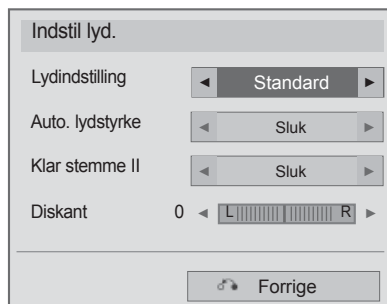 Indstil lyd.
Lydindstilling ◄ Standard ►
Auto. lydstyrke ◄ Sluk ►
Klar stemme II ◄ Sluk ►
Diskant 0 ◄ L R ►
Forrige